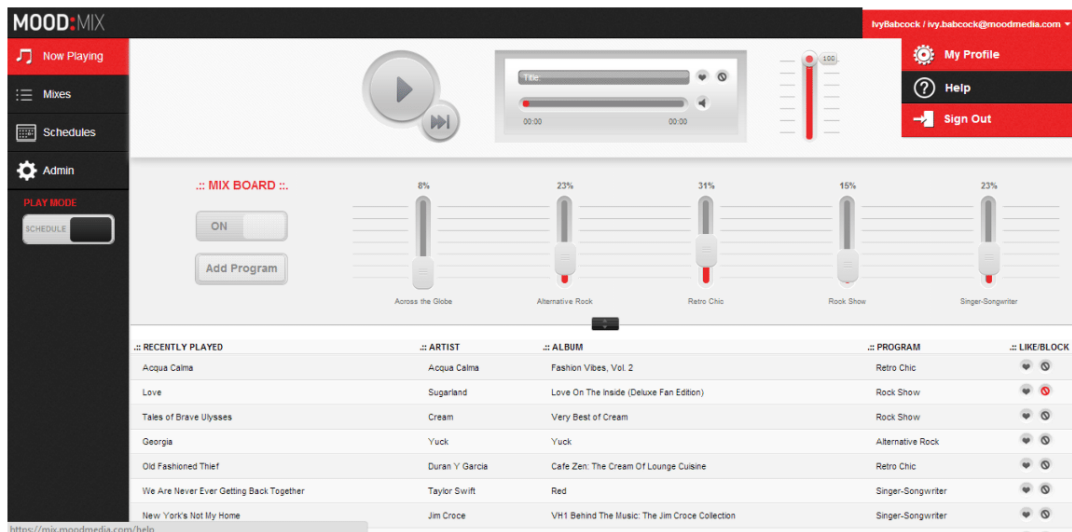 MOOD:MIX
IvyBabcock / ivy.babcock@moodmedia.com
Now Playing
Mixes
Schedules
Admin
PLAY MODE
SCHEDULE
Title:
00:00 00:00
100
My Profile
Help
Sign Out
.:: MIX BOARD ::.
ON
Add Program
8% 23% 31% 15% 23%
Across the Globe Alternative Rock Retro Chic Rock Show Singer-Songwriter
.:: RECENTLY PLAYED .:: ARTIST .:: ALBUM .:: PROGRAM .:: LIKE/BLOCK
Acqua Calma Acqua Calma Fashion Vibes, Vol. 2 Retro Chic
Love Sugarland Love On The Inside (Deluxe Fan Edition) Rock Show
Tales of Brave Ulysses Cream Very Best of Cream Rock Show
Georgia Yuck Yuck Alternative Rock
Old Fashioned Thief Duran Y Garcia Cafe Zen: The Cream Of Lounge Cuisine Retro Chic
We Are Never Ever Getting Back Together Taylor Swift Red Singer-Songwriter
New York's Not My Home Jim Croce VH1 Behind The Music: The Jim Croce Collection Singer-Songwriter
https://mix.moodmedia.com/help